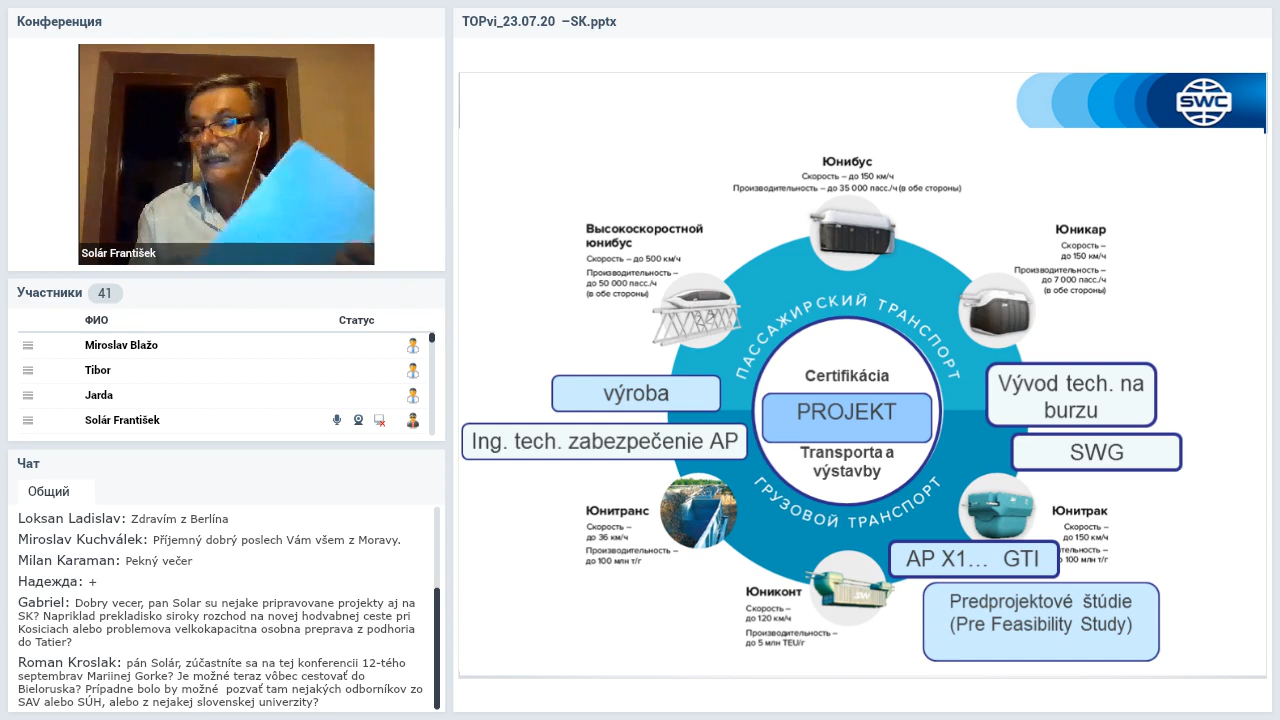 Конференция
Solár František
Участники 41
ФИО Статус
Miroslav Blažo
Tibor
Jarda
Solár František
Чат
Общий
Loksan Ladislav: Zdravím z Berlína
Miroslav Kuchválek: Příjemný dobrý poslech Vám všem z Moravy.
Milan Karaman: Pekný večer
Надежда: +
Gabriel: Dobry vecer, pan Solar su nejake pripravovane projekty aj na
SK? Napriklad prekladisko siroky rozchod na novej hodvabnej ceste pri
Kosiciach alebo problemova velkokapacitna osobna preprava z podhoria
do Tatier?
Roman Kroslak: pán Solár, zúčastníte sa na tej konferencii 12-tého
septembrav Mariinej Gorke? Je možné teraz vôbec cestovať do
Bieloruska? Prípadne bolo by možné pozvať tam nejakých odborníkov zo
SAV alebo SÚH, alebo z nejakej slovenskej univerzity?
TOPvi_23.07.20 –SK.pptx
SWC
Юнибус
Скорость – до 150 км/ч
Производительность – до 35 000 пасс./ч (в обе стороны)
Высокоскоростной
юнибус
Скорость – до 500 км/ч
Производительность –
до 50 000 пасс./ч
(в обе стороны)
Юникар
Скорость –
до 150 км/ч
Производительность –
до 7 000 пасс./ч
(в обе стороны)
ПАССАЖИРСКИЙ ТРАНСПОРТ
Certifikácia
PROJEKT
Transporta a
výstavby
výroba
Ing. tech. zabezpečenie AP
Vývod tech. na
burzu
SWG
ГРУЗОВОЙ ТРАНСПОРТ
Юнитранс
Скорость –
до 36 км/ч
Производительность –
до 100 млн т/г
Юнитрак
Скорость –
до 150 км/ч
тельность –
до 100 млн т/г
AP X1... GTI
Юниконт
Скорость –
до 120 км/ч
Производительность –
до 5 млн TEU/г
Predprojektové štúdie
(Pre Feasibility Study)